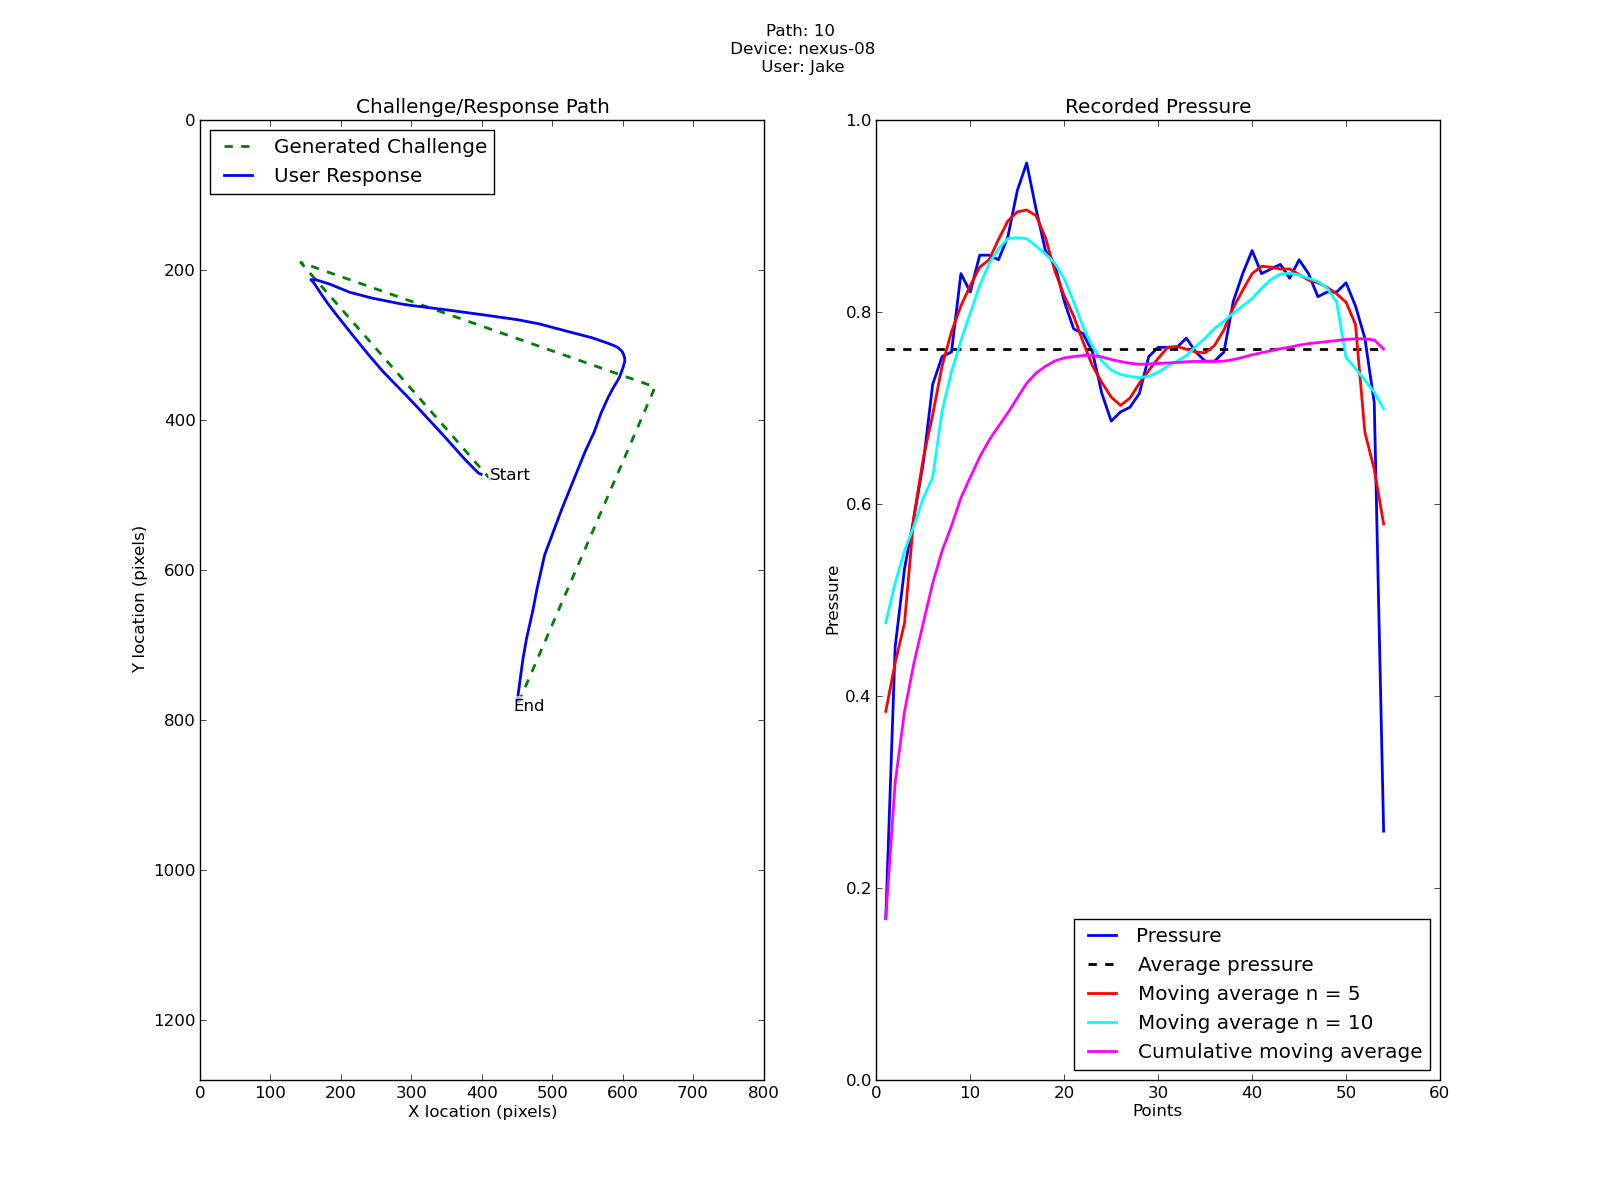 Path: 10
Device: nexus-08
User: Jake
Challenge/Response Path
Generated Challenge
User Response
Start
End
0
200
400
600
800
1000
1200
Y location (pixels)
0 100 200 300 400 500 600 700 800
X location (pixels)
Recorded Pressure
1.0
0.8
0.6
0.4
0.2
0.0
Pressure
Pressure
Average pressure
Moving average n = 5
Moving average n = 10
Cumulative moving average
0 10 20 30 40 50 60
Points